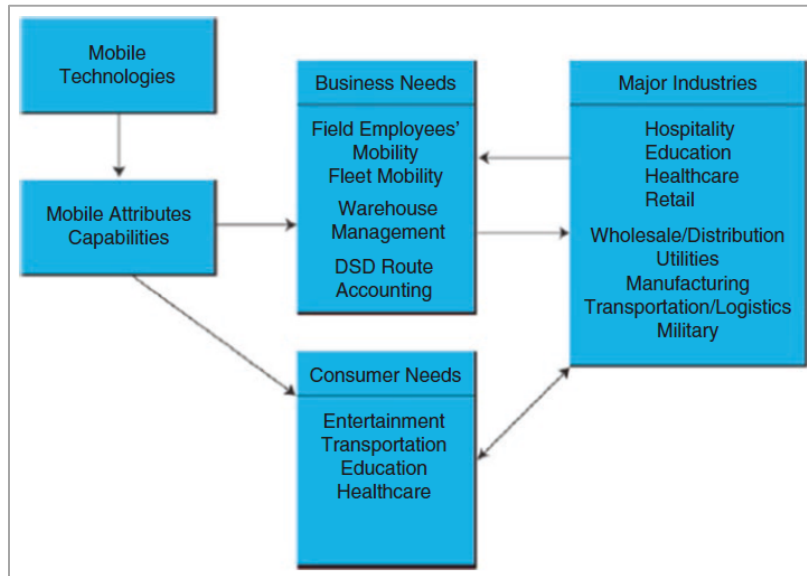 Mobile
Technologies
Mobile Attributes
Capabilities
Business Needs
Field Employees'
Mobility
Fleet Mobility
Warehouse
Management
DSD Route
Accounting
Consumer Needs
Entertainment
Transportation
Education
Healthcare
Major Industries
Hospitality
Education
Healthcare
Retail
Wholesale/Distribution
Utilities
Manufacturing
Transportation/Logistics
Military